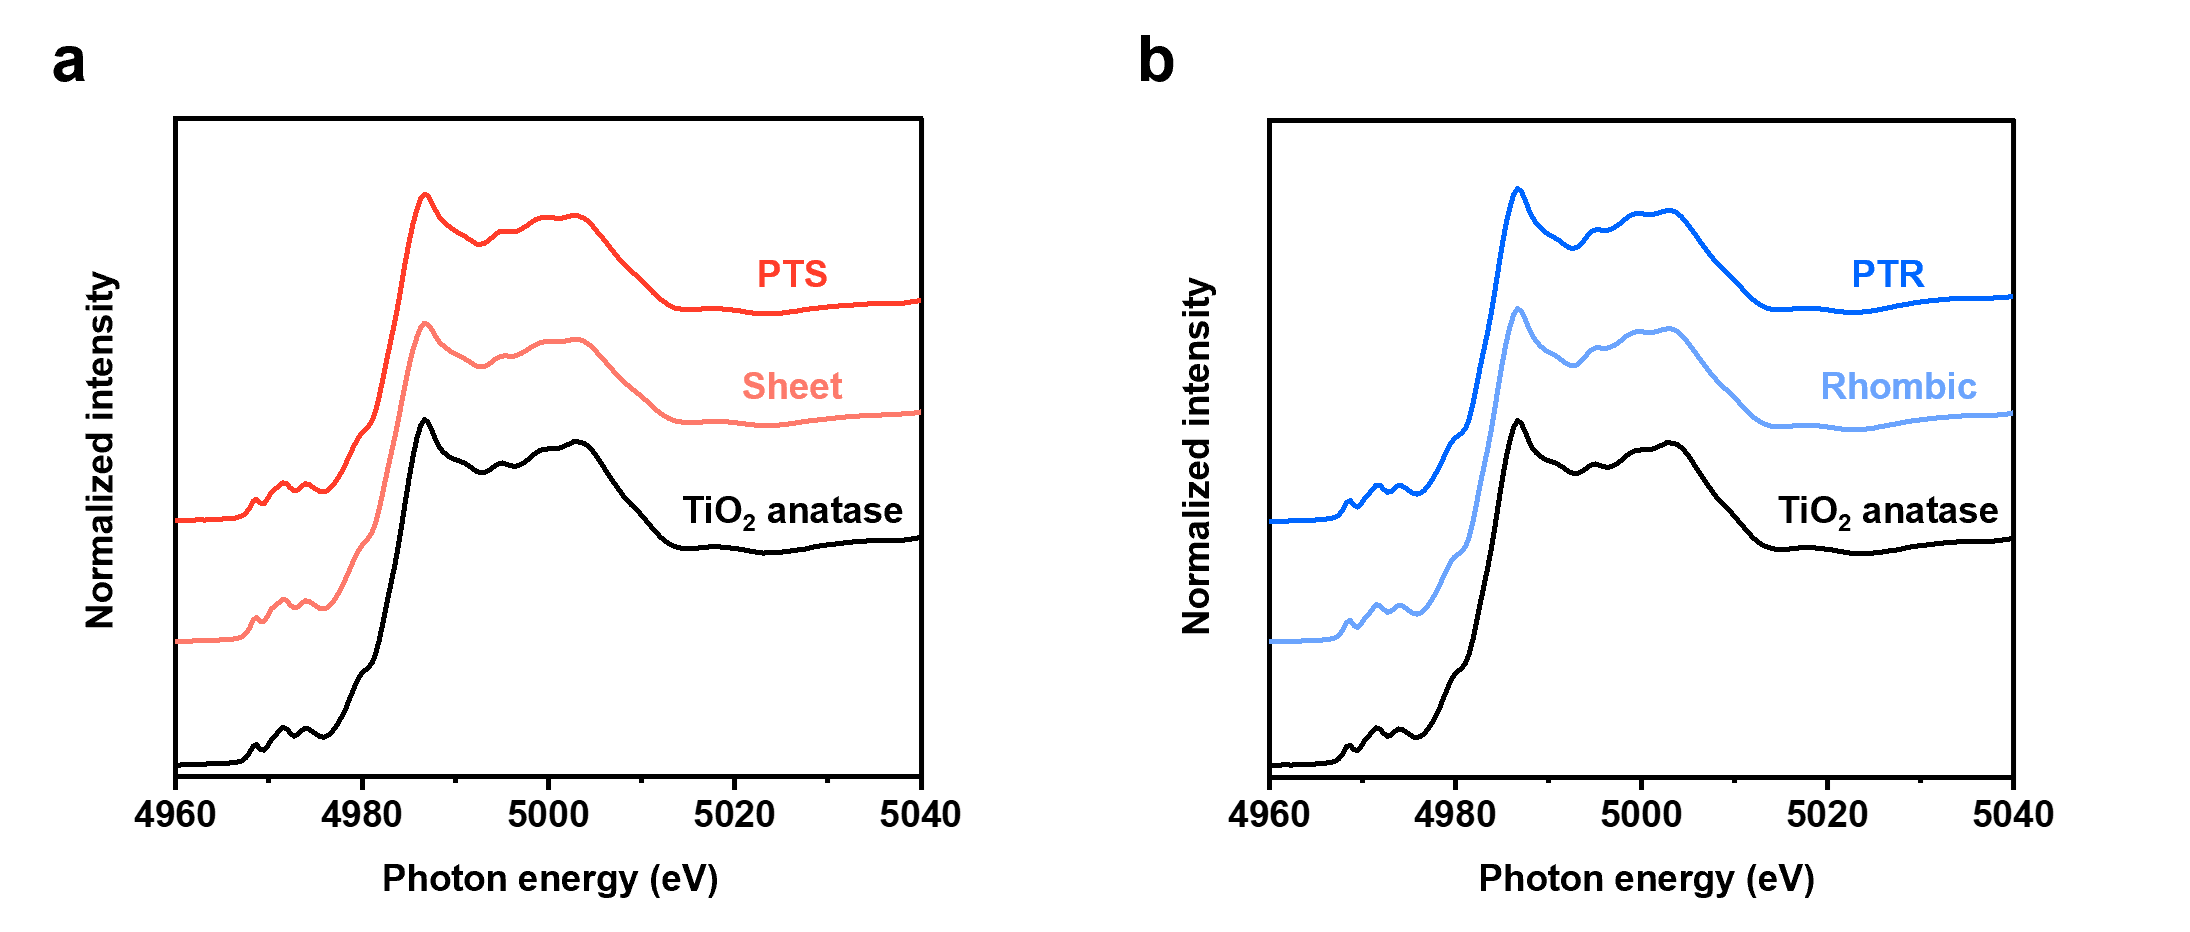 a
Normalized intensity
PTS
Sheet
TiO₂ anatase
4960 4980 5000 5020 5040
Photon energy (eV)
b
Normalized intensity
PTR
Rhombic
TiO₂ anatase
4960 4980 5000 5020 5040
Photon energy (eV)